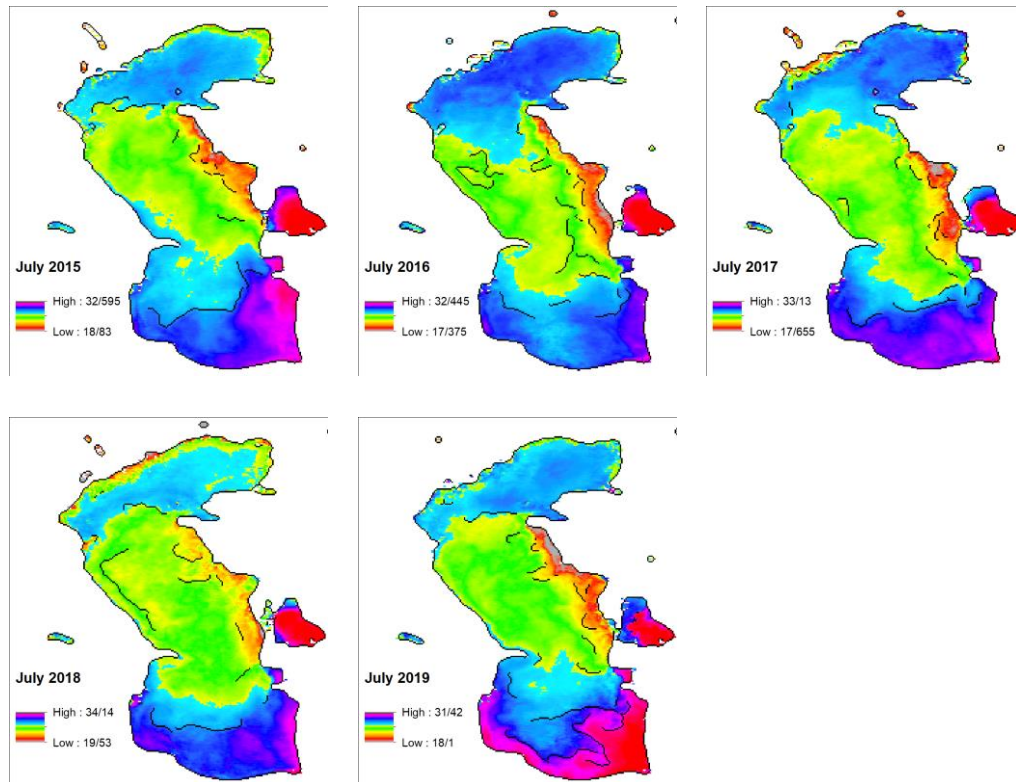 July 2015
High : 32/595
Low : 18/83
July 2016
High : 32/445
Low : 17/375
July 2017
High : 33/13
Low : 17/655
July 2018
High : 34/14
Low : 19/53
July 2019
High : 31/42
Low : 18/1